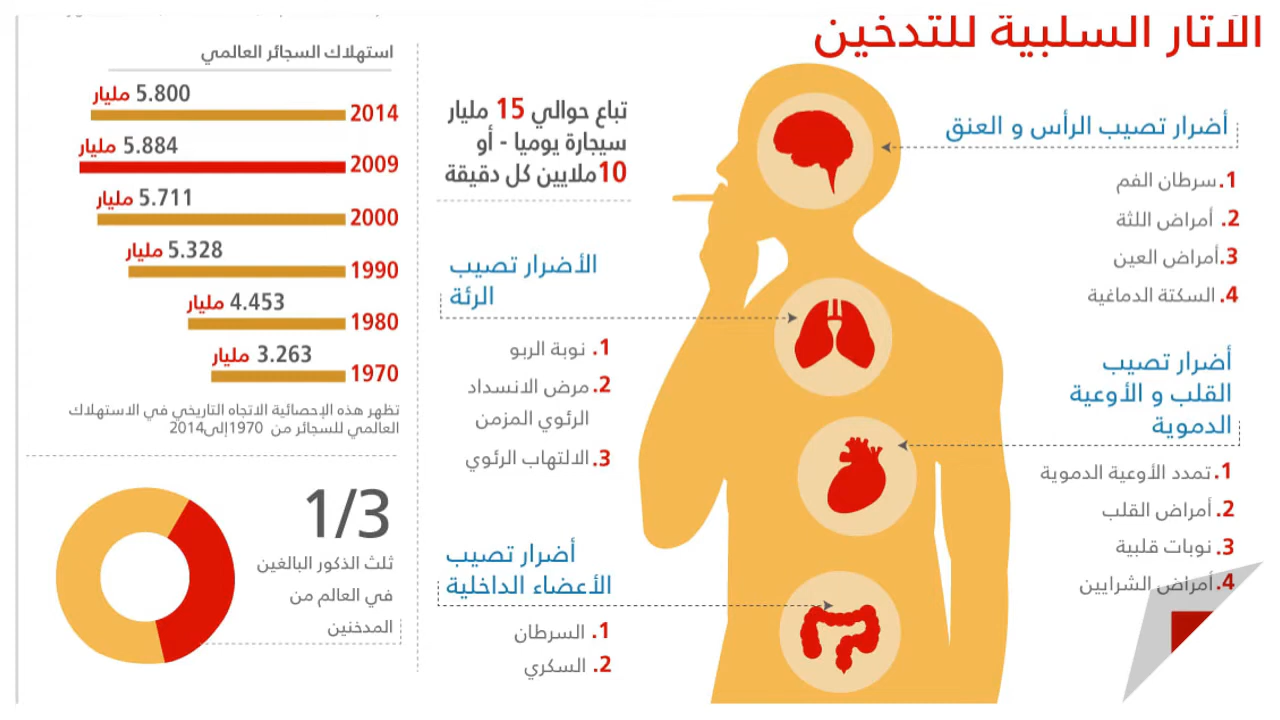 الآثار السلبية للتدخين
أضرار تصيب الرأس و العنق
1. سرطان الفم
2. أمراض اللثة
3. أمراض العين
4. السكتة الدماغية
أضرار تصيب
القلب و الأوعية
الدموية
1. تمدد الأوعية الدموية
2. أمراض القلب
3. نوبات قلبية
4. أمراض الشرايين
تباع حوالي 15 مليار
سيجارة يوميا - أو
10 ملايين كل دقيقة
الأضرار تصيب
الرئة
1. نوبة الربو
2. مرض الانسداد
الرئوي المزمن
3. الالتهاب الرئوي
أضرار تصيب
الأعضاء الداخلية
1. السرطان
2. السكري
استهلاك السجائر العالمي
5.800 مليار
2014
5.884 مليار
2009
5.711 مليار
2000
5.328 مليار
1990
4.453 مليار
1980
3.263 مليار
1970
تظهر هذه الإحصائية الاتجاه التاريخي في الاستهلاك
العالمي للسجائر من 1970إلى2014
1/3
ثلث الذكور البالغين
في العالم من
المدخنين